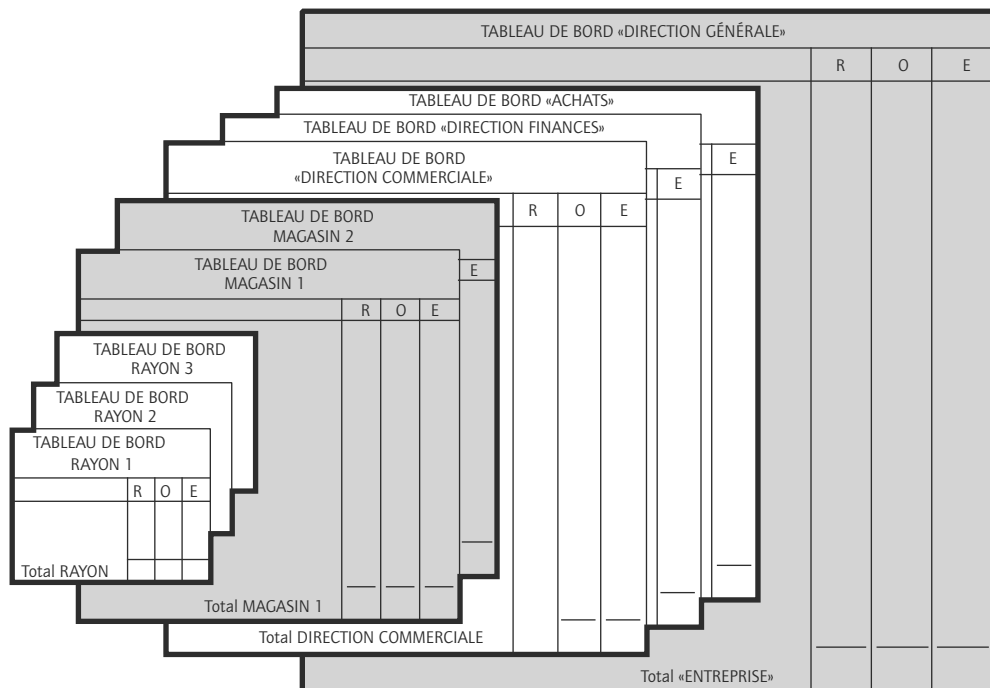 TABLEAU DE BORD «DIRECTION GÉNÉRALE»
R O E
TABLEAU DE BORD «ACHATS»
E
TABLEAU DE BORD «DIRECTION FINANCES»
E
TABLEAU DE BORD
«DIRECTION COMMERCIALE»
R O E
TABLEAU DE BORD
MAGASIN 2
E
TABLEAU DE BORD
MAGASIN 1
R O E
TABLEAU DE BORD
RAYON 3
TABLEAU DE BORD
RAYON 2
TABLEAU DE BORD
RAYON 1
R O E
Total RAYON
Total MAGASIN 1
Total DIRECTION COMMERCIALE
Total «ENTREPRISE»